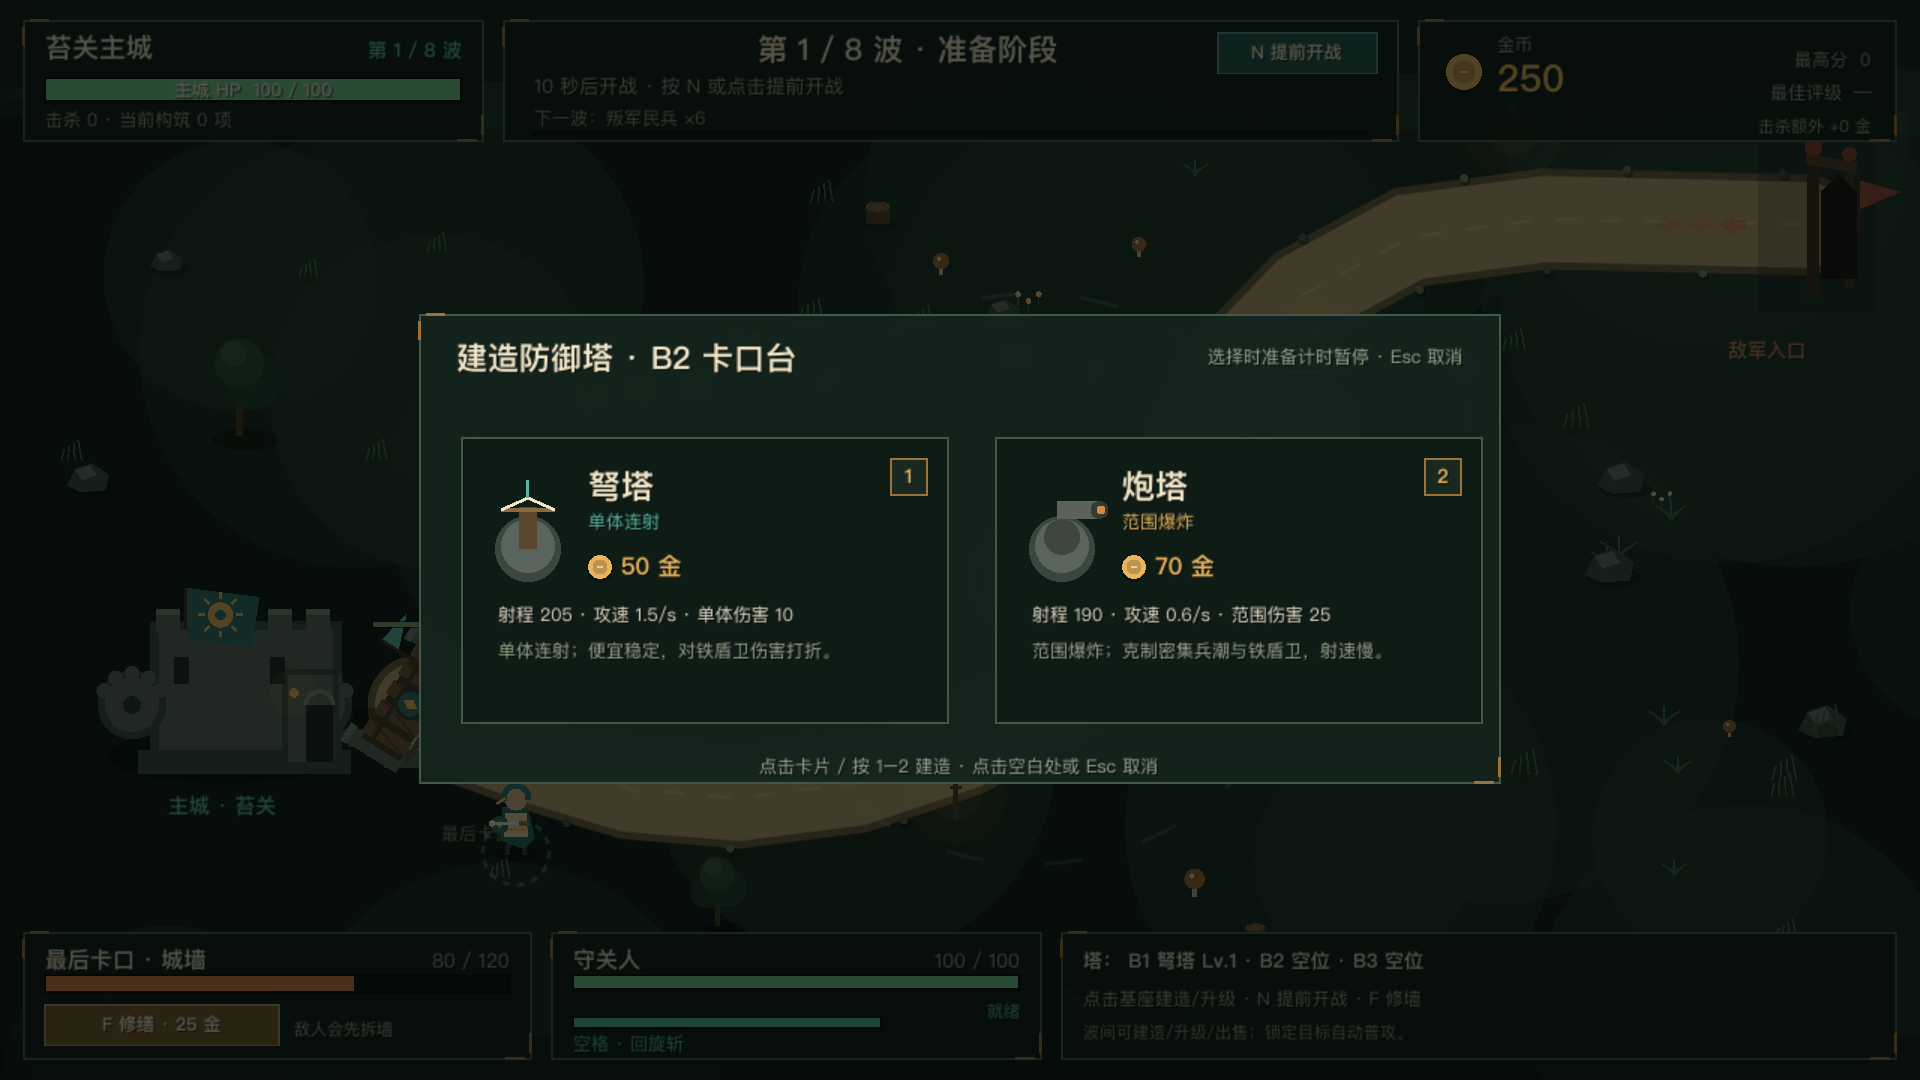 苔关主城
第 1 / 8 波
主城 HP 100 / 100
击杀 0 · 当前构筑 0 项
第 1 / 8 波 · 准备阶段
N 提前开战
10 秒后开战 · 按 N 或点击提前开战
下一波：叛军民兵 ×6
金币
250
最高分 0
最佳评级 —
击杀额外 +0 金
敌军入口
建造防御塔 · B2 卡口台
选择时准备计时暂停 · Esc 取消
弩塔
1
单体连射
50 金
射程 205 · 攻速 1.5/s · 单体伤害 10
单体连射；便宜稳定，对铁盾卫伤害打折。
炮塔
2
范围爆炸
70 金
射程 190 · 攻速 0.6/s · 范围伤害 25
范围爆炸；克制密集兵潮与铁盾卫，射速慢。
点击卡片 / 按 1—2 建造 · 点击空白处或 Esc 取消
主城 · 苔关
最后卡
最后卡口 · 城墙
80 / 120
F 修缮 · 25 金
敌人会先拆墙
守关人
100 / 100
就绪
空格 · 回旋斩
塔： B1 弩塔 Lv.1 · B2 空位 · B3 空位
点击基座建造/升级 · N 提前开战 · F 修墙
波间可建造/升级/出售；锁定目标自动普攻。